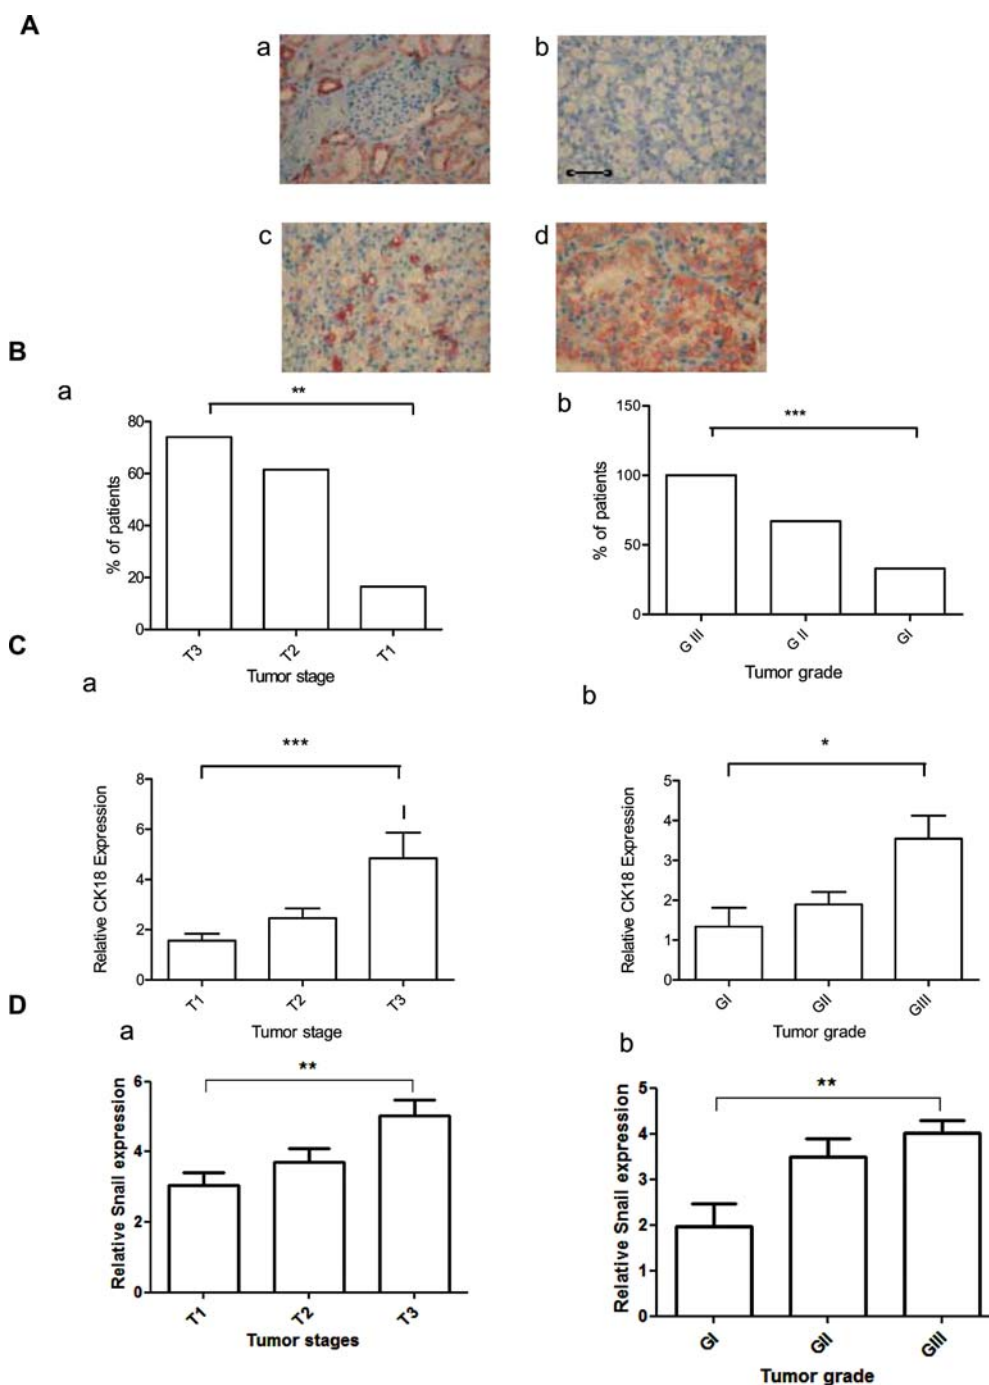 A
a
b
c
d
B
a
**
% of patients
80
60
40
20
0
T3
T2
T1
Tumor stage
b
***
% of patients
150
100
50
0
G III
G II
GI
Tumor grade
C
a
***
Relative CK18 Expression
8
6
4
2
0
T1
T2
T3
Tumor stage
b
*
Relative CK18 Expression
5
4
3
2
1
0
GI
GII
GIII
Tumor grade
D
a
**
Relative Snail expression
6
4
2
0
T1
T2
T3
Tumor stages
b
**
Relative Snail expression
5
4
3
2
1
0
GI
GII
GIII
Tumor grade